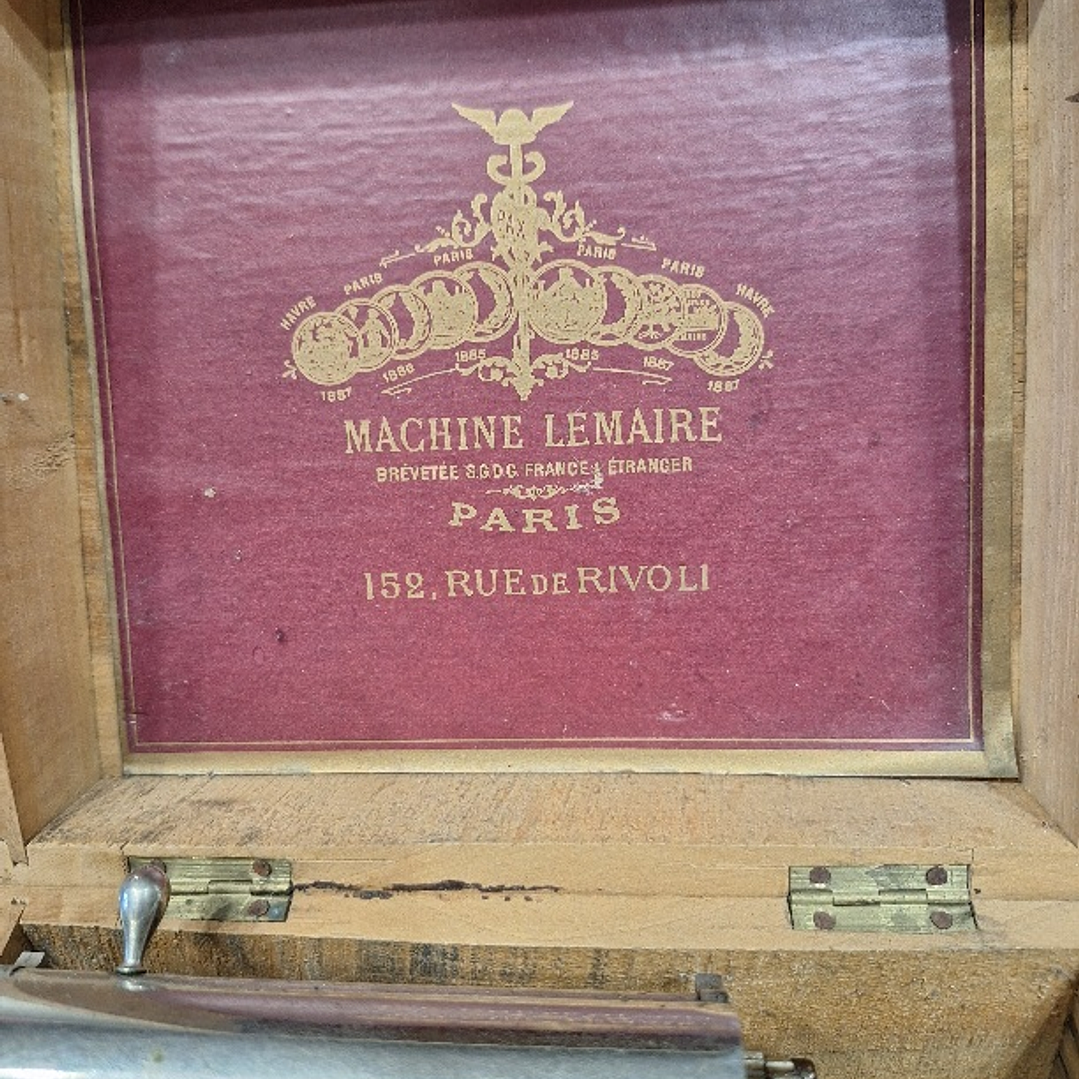 PAX
HAVRE PARIS PARIS PARIS PARIS HAVRE
1887 1886 1885 1885 1887 1887
MACHINE LEMAIRE
BREVETÉE S.G.D.G. FRANCE & ÉTRANGER
PARIS
152, RUE DE RIVOLI